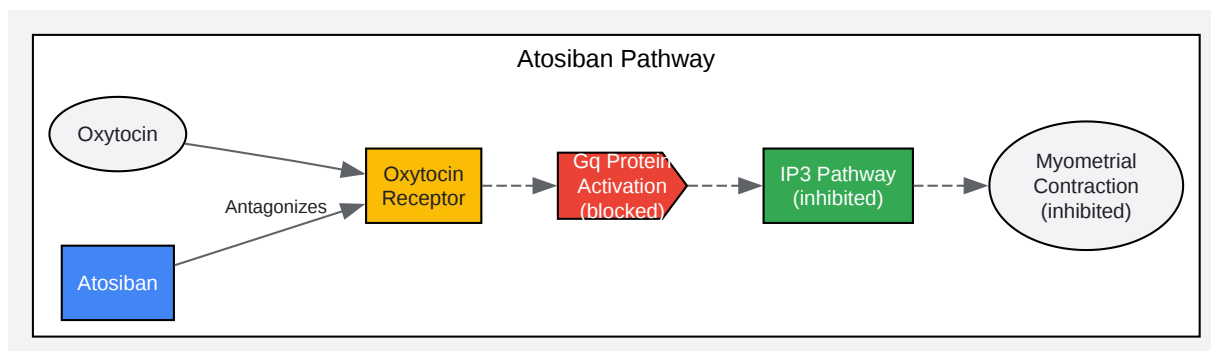 Atosiban Pathway
Oxytocin
Oxytocin
Receptor
Gq Protein
Activation
(blocked)
IP3 Pathway
(inhibited)
Myometrial
Contraction
(inhibited)
Antagonizes
Atosiban